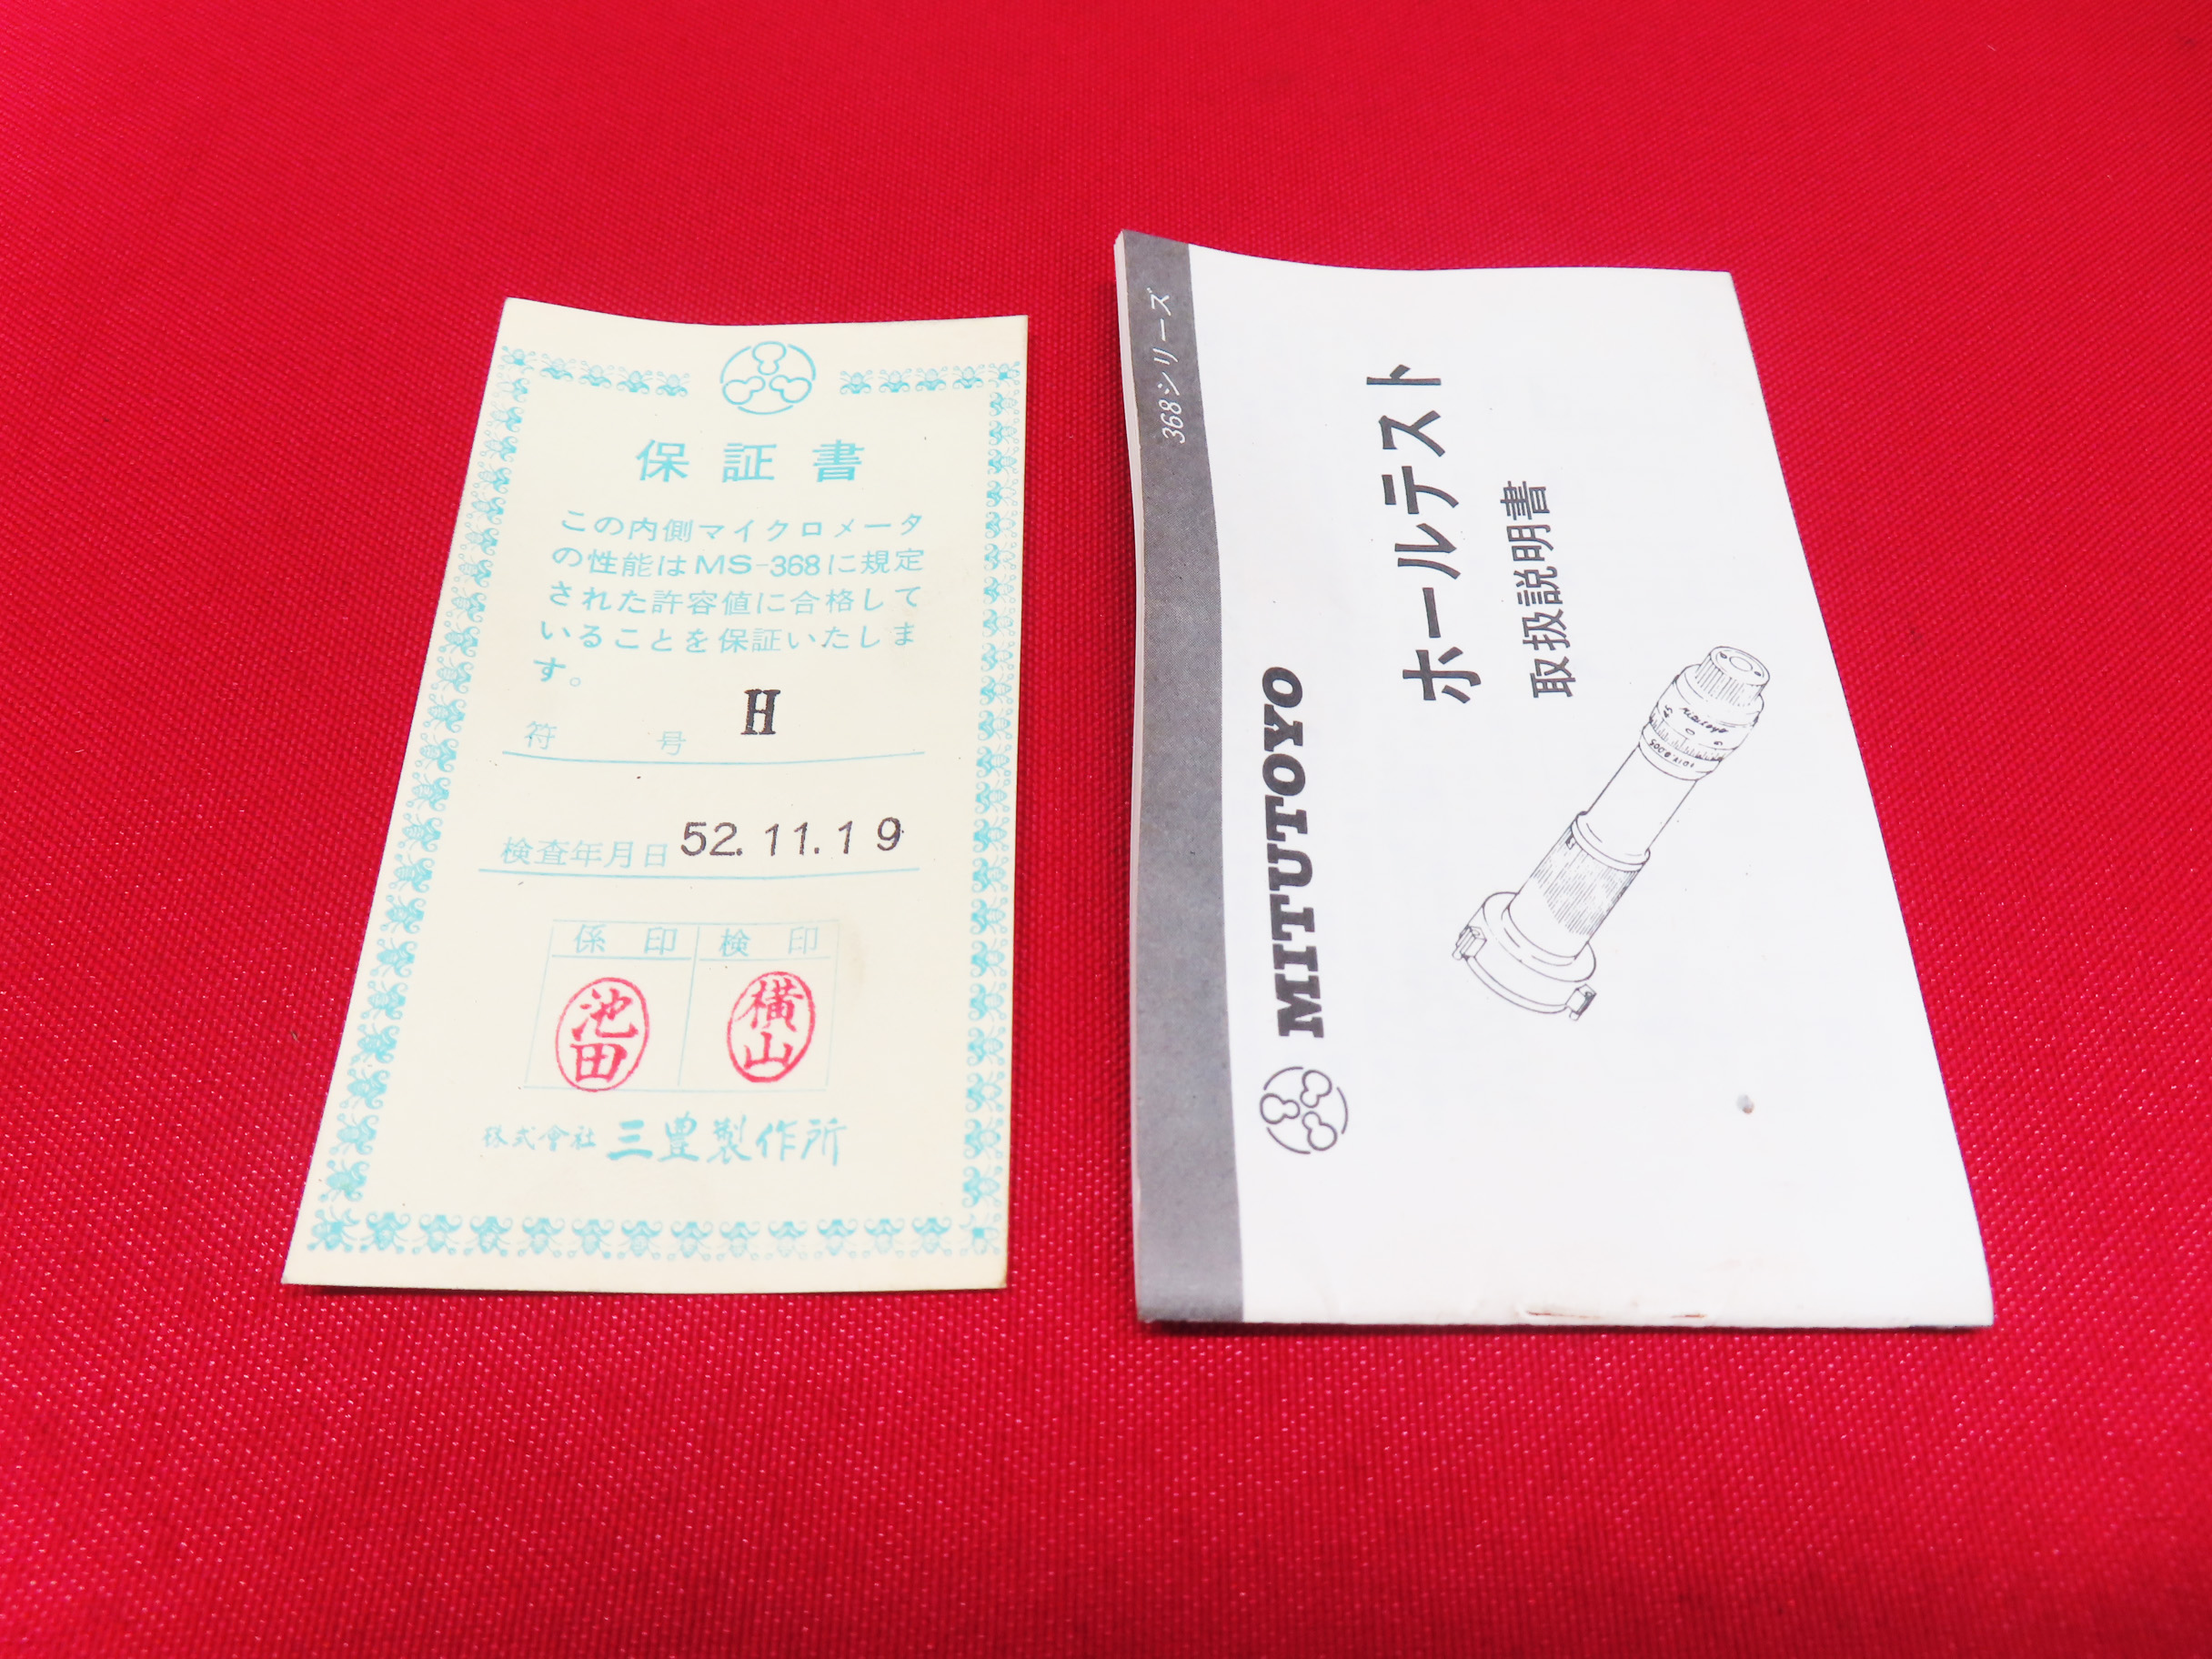 保証書
この内側マイクロメータ
の性能はMS-368に規定
された許容値に合格して
いることを保証いたしま
す。
符号 H
検査年月日 52.11.19
係印 検印
池田 横山
株式會社 三豊製作所
368シリーズ
ホールテスト
取扱説明書
MITUTOYO
Mitutoyo